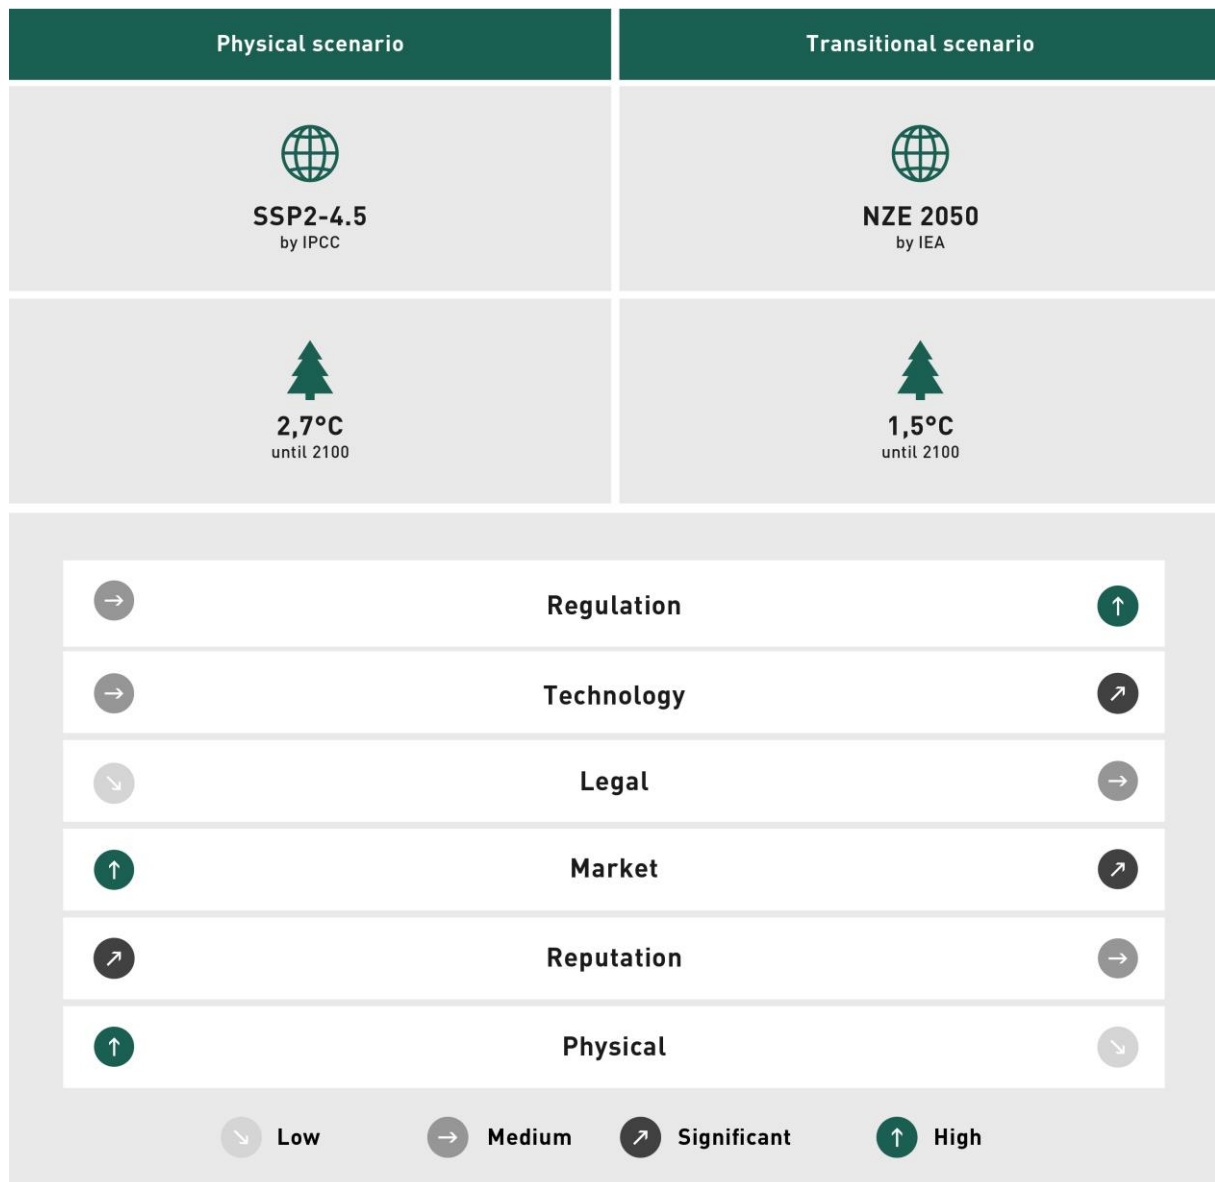 Physical scenario
Transitional scenario
SSP2-4.5
by IPCC
NZE 2050
by IEA
2,7°C
until 2100
1,5°C
until 2100
Regulation
Technology
Legal
Market
Reputation
Physical
Low
Medium
Significant
High